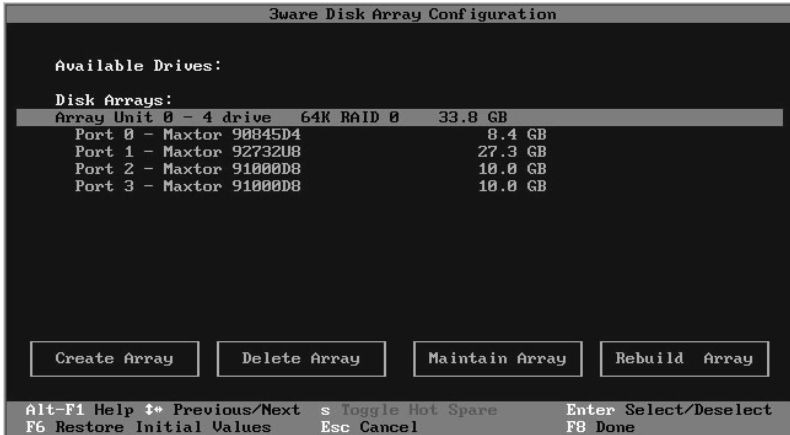 3ware Disk Array Configuration
Available Drives:
Disk Arrays:
Array Unit 0 - 4 drive 64K RAID 0 33.8 GB
Port 0 - Maxtor 90845D4 8.4 GB
Port 1 - Maxtor 92732U8 27.3 GB
Port 2 - Maxtor 91000D8 10.0 GB
Port 3 - Maxtor 91000D8 10.0 GB
Create Array Delete Array Maintain Array Rebuild Array
Alt-F1 Help ↕↔ Previous/Next s Toggle Hot Spare Enter Select/Deselect
F6 Restore Initial Values Esc Cancel F8 Done